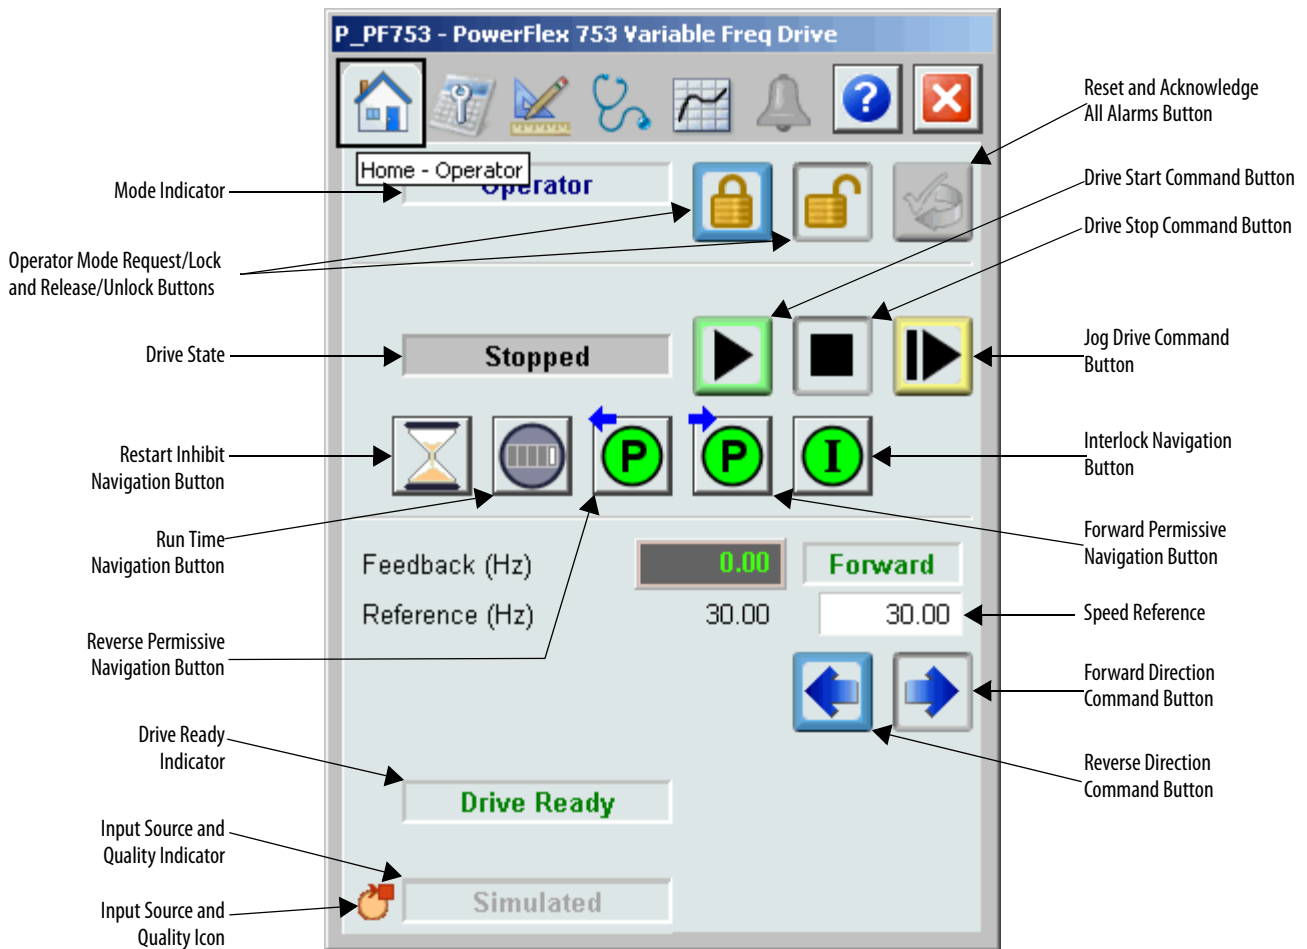 P_PF753 - PowerFlex 753 Variable Freq Drive
?
Home - Operator
Operator
Reset and Acknowledge
All Alarms Button
Mode Indicator
Drive Start Command Button
Drive Stop Command Button
Operator Mode Request/Lock
and Release/Unlock Buttons
Drive State
Stopped
Jog Drive Command
Button
Restart Inhibit
Navigation Button
P
P
I
Interlock Navigation
Button
Run Time
Navigation Button
Forward Permissive
Navigation Button
Feedback (Hz)
0.00
Forward
Reference (Hz)
30.00
30.00
Speed Reference
Reverse Permissive
Navigation Button
Forward Direction
Command Button
Drive Ready
Indicator
Reverse Direction
Command Button
Drive Ready
Input Source and
Quality Indicator
Simulated
Input Source and
Quality Icon